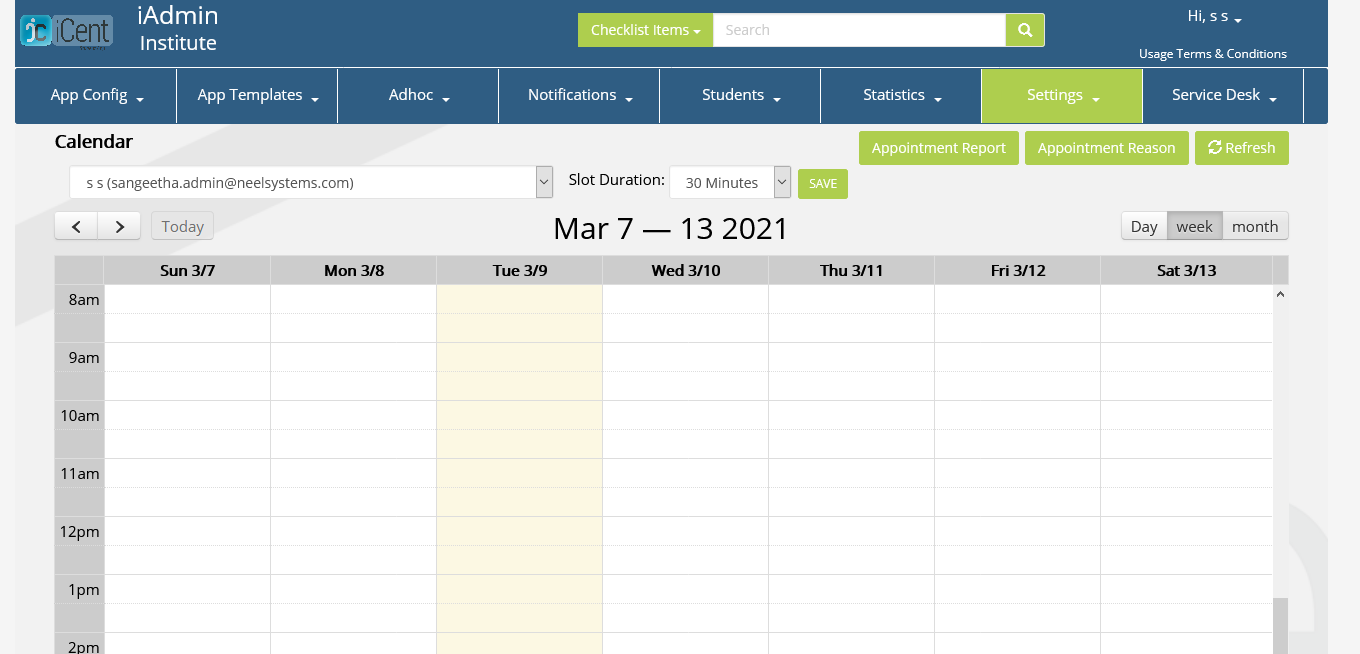 iCent
iAdmin
Institute
Checklist Items
Search
Hi, s s
Usage Terms & Conditions
App Config
App Templates
Adhoc
Notifications
Students
Statistics
Settings
Service Desk
Calendar
Appointment Report
Appointment Reason
Refresh
s s (sangeetha.admin@neelsystems.com)
Slot Duration:
30 Minutes
SAVE
Today
Mar 7 — 13 2021
Day
week
month
Sun 3/7
Mon 3/8
Tue 3/9
Wed 3/10
Thu 3/11
Fri 3/12
Sat 3/13
8am
9am
10am
11am
12pm
1pm
2pm